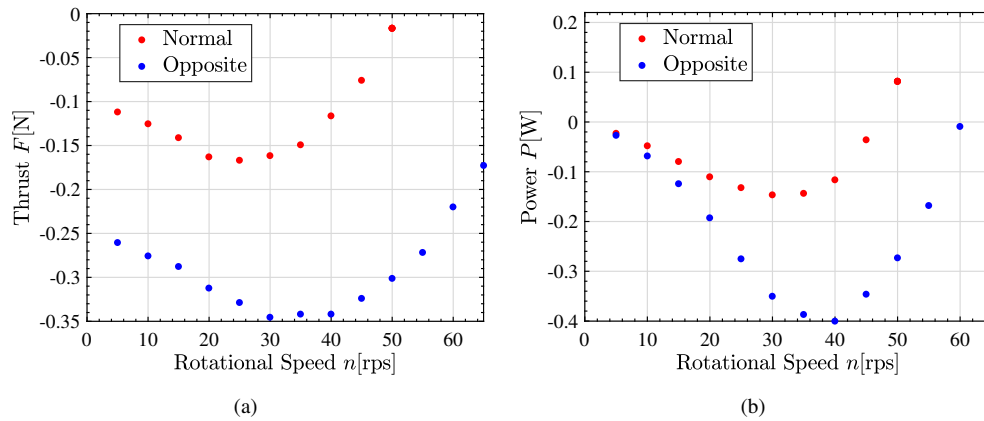 0
-0.05
-0.1
-0.15
-0.2
-0.25
-0.3
-0.35
Thrust F[N]
Normal
Opposite
0 10 20 30 40 50 60
Rotational Speed n[rps]
(a)
0.2
0.1
0
-0.1
-0.2
-0.3
-0.4
Power P[W]
Normal
Opposite
0 10 20 30 40 50 60
Rotational Speed n[rps]
(b)